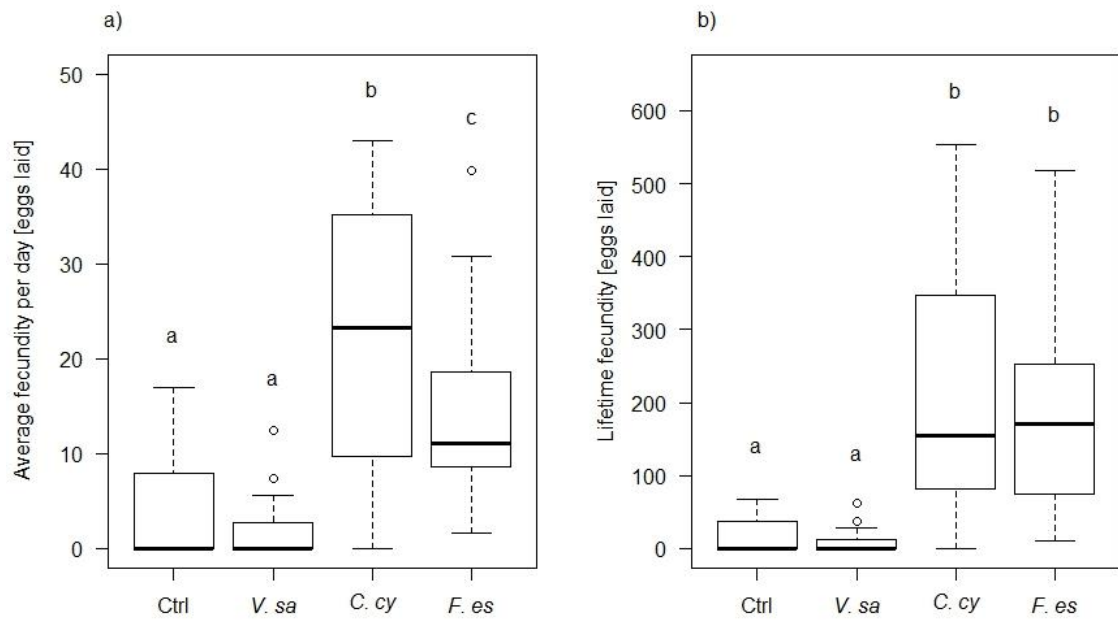 a)
Average fecundity per day [eggs laid]
50
40
30
20
10
0
a
a
b
c
Ctrl
V. sa
C. cy
F. es
b)
Lifetime fecundity [eggs laid]
600
500
400
300
200
100
0
a
a
b
b
Ctrl
V. sa
C. cy
F. es